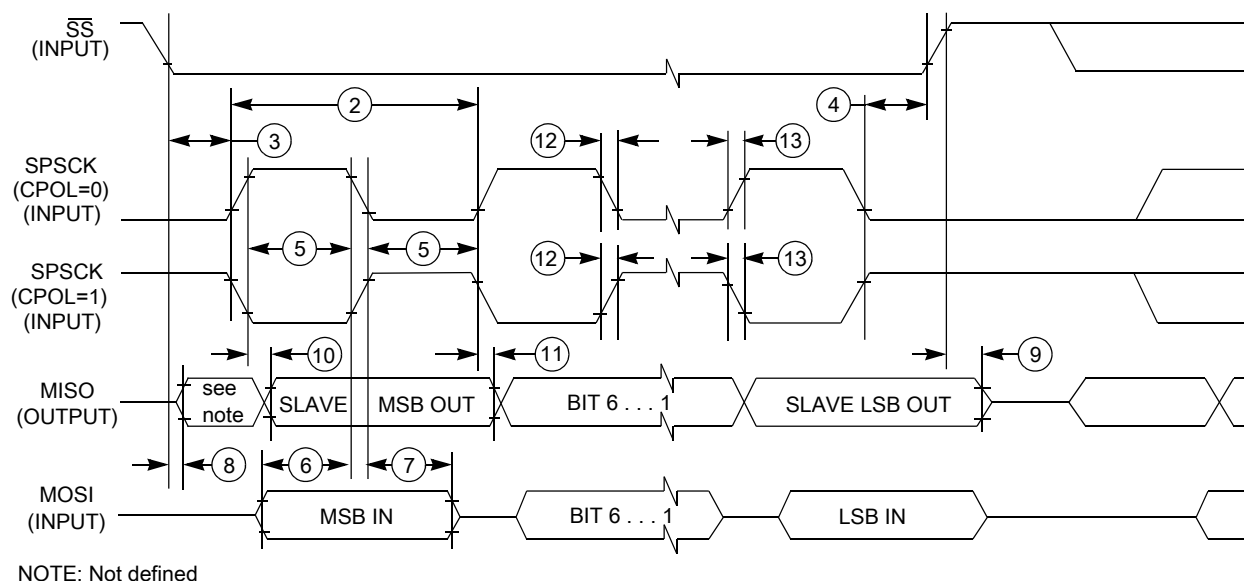 SS
(INPUT)
2
4
3
12
13
SPSCK
(CPOL=0)
(INPUT)
5
5
SPSCK
(CPOL=1)
(INPUT)
12
13
10
11
9
MISO
(OUTPUT)
see
note
SLAVE
MSB OUT
BIT 6 . . . 1
SLAVE LSB OUT
8
6
7
MOSI
(INPUT)
MSB IN
BIT 6 . . . 1
LSB IN
NOTE: Not defined